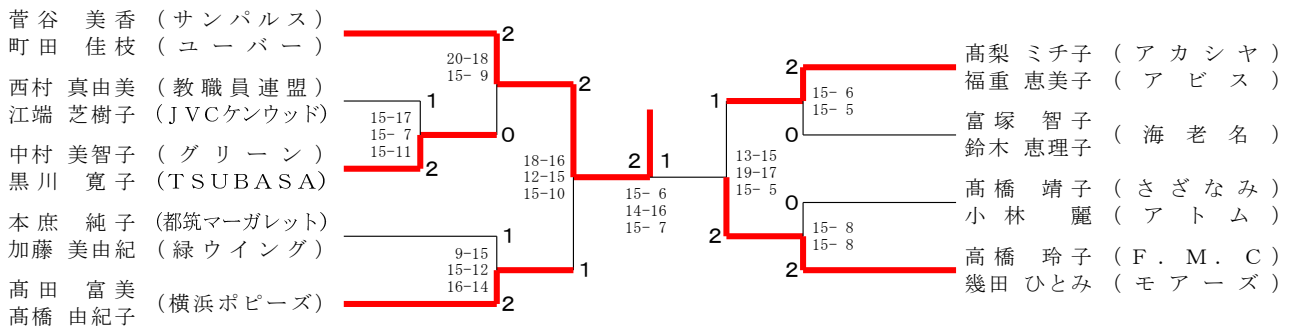 菅谷 美香 (サンパルス)
町田 佳枝 (ユーバー)
西村 真由美 (教職員連盟)
江端 芝樹子 (JVCケンウッド)
中村 美智子 (グリーン)
黒川 寛子 (TSUBASA)
本庶 純子 (都筑マーガレット)
加藤 美由紀 (緑ウイング)
髙田 富美
髙橋 由紀子
(横浜ポピーズ)
2
20-18
15- 9
1
15-17
15- 7
15-11
0
2
2
18-16
12-15
15-10
1
9-15
15-12
16-14
1
2
2 1
15- 6
14-16
15- 7
1
13-15
19-17
15- 5
2
2
15- 6
15- 5
0
0
15- 8
15- 8
2
髙梨 ミチ子 (アカシヤ)
福重 恵美子 (アビス)
富塚 智子
鈴木 恵理子
(海老名)
髙橋 靖子 (さざなみ)
小林 麗 (アトム)
高橋 玲子 (F.M.C)
幾田 ひとみ (モアーズ)